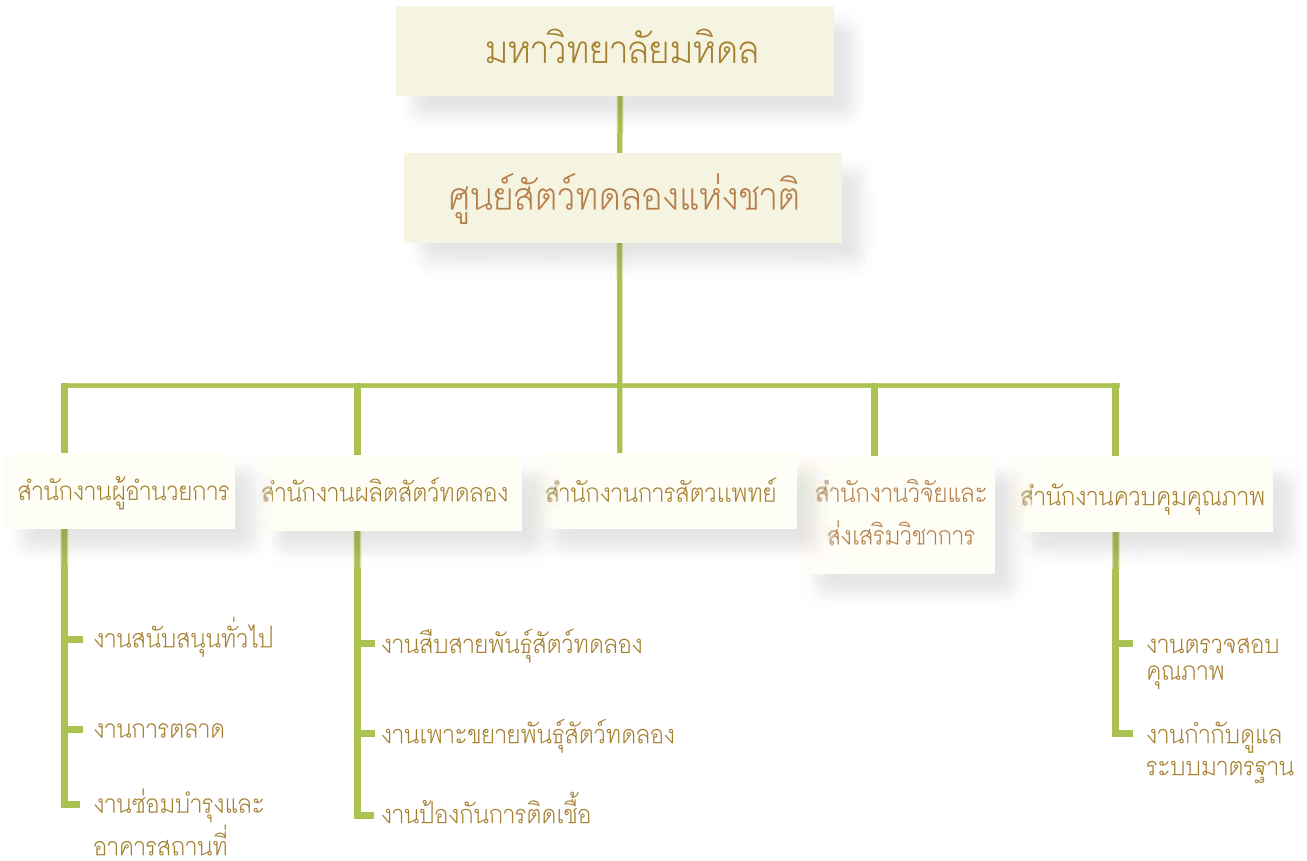 มหาวิทยาลัยมหิดล
ศูนย์สัตว์ทดลองแห่งชาติ
สำนักงานผู้อำนวยการ
งานสนับสนุนทั่วไป
งานการตลาด
งานซ่อมบำรุงและ
อาคารสถานที่
สำนักงานผลิตสัตว์ทดลอง
งานสืบสายพันธุ์สัตว์ทดลอง
งานเพาะขยายพันธุ์สัตว์ทดลอง
งานป้องกันการติดเชื้อ
สำนักงานการสัตวแพทย์
สำนักงานวิจัยและ
ส่งเสริมวิชาการ
สำนักงานควบคุมคุณภาพ
งานตรวจสอบ
คุณภาพ
งานกำกับดูแล
ระบบมาตรฐาน